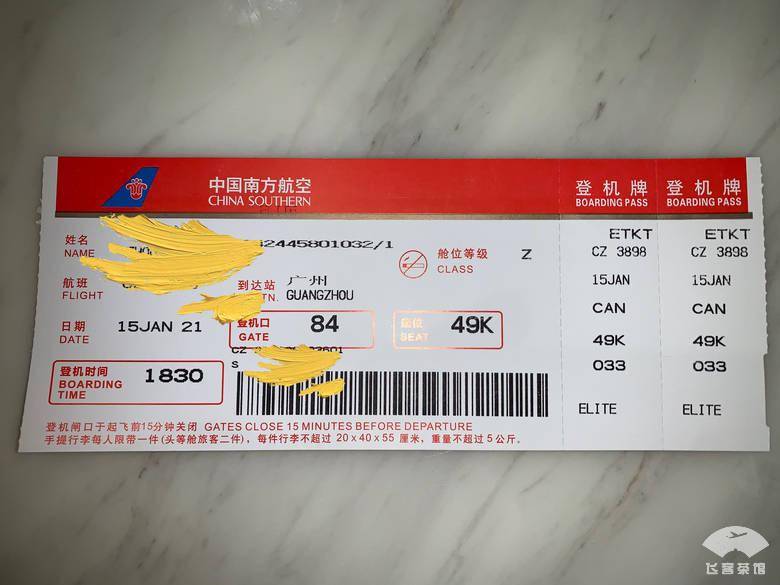 中国南方航空
CHINA SOUTHERN
登机牌
BOARDING PASS
登机牌
BOARDING PASS
姓名
NAME
2445801032/1
舱位等级
CLASS
Z
航班
FLIGHT
到达站
TN.
广州
GUANGZHOU
日期
DATE
15JAN 21
登机口
GATE
84
座位
SEAT
49K
登机时间
BOARDING
TIME
1830
S
登机闸口于起飞前15分钟关闭 GATES CLOSE 15 MINUTES BEFORE DEPARTURE
手提行李每人限带一件(头等舱旅客二件),每件行李不超过 20×40×55 厘米,重量不超过 5 公斤。
ETKT
CZ 3898
15JAN
CAN
49K
033
ELITE
ETKT
CZ 3898
15JAN
CAN
49K
033
ELITE
飞客茶馆